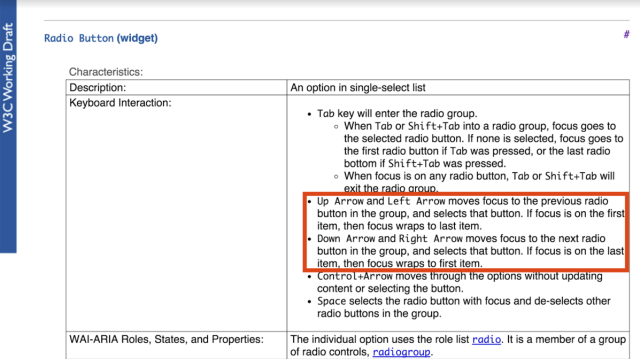 W3C Working Draft
Radio Button (widget)
#
Characteristics:
Description:
An option in single-select list
Keyboard Interaction:
• Tab key will enter the radio group.
◦ When Tab or Shift+Tab into a radio group, focus goes to
the selected radio button. If none is selected, focus goes
to the first radio button if Tab was pressed, or the last radio
bottom if Shift+Tab was pressed.
◦ When focus is on any radio button, Tab or Shift+Tab will
exit the radio group.
• Up Arrow and Left Arrow moves focus to the previous radio
button in the group, and selects that button. If focus is on the first
item, then focus wraps to last item.
• Down Arrow and Right Arrow moves focus to the next radio
button in the group, and selects that button. If focus is on the last
item, then focus wraps to first item.
• Control+Arrow moves through the options without updating
content or selecting the button.
• Space selects the radio button with focus and de-selects other
radio buttons in the group.
WAI-ARIA Roles, States, and Properties:
The individual option uses the role list radio. It is a member of a group
of radio controls, radiogroup.